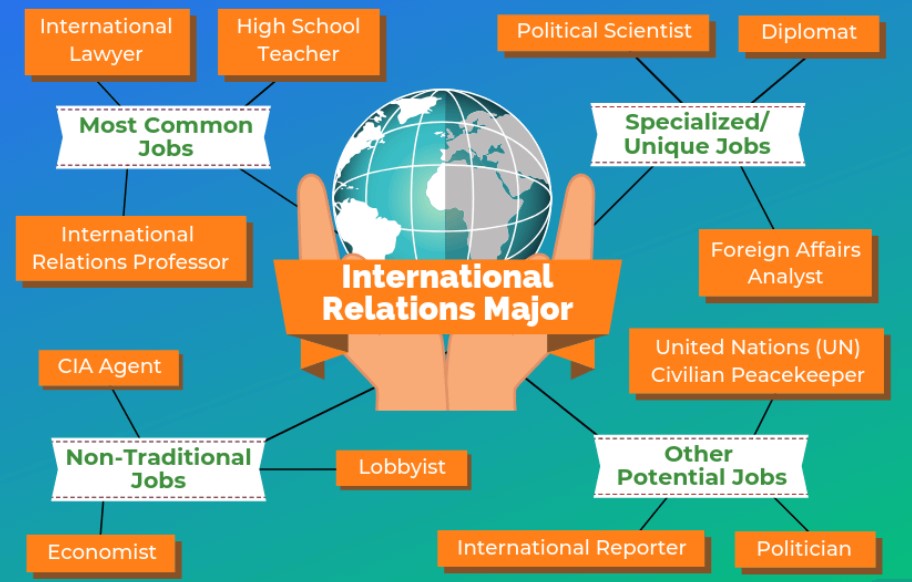 International
Lawyer
High School
Teacher
Most Common
Jobs
International
Relations Professor
Political Scientist
Diplomat
Specialized/
Unique Jobs
Foreign Affairs
Analyst
International
Relations Major
CIA Agent
Non-Traditional
Jobs
Lobbyist
Economist
United Nations (UN)
Civilian Peacekeeper
Other
Potential Jobs
International Reporter
Politician